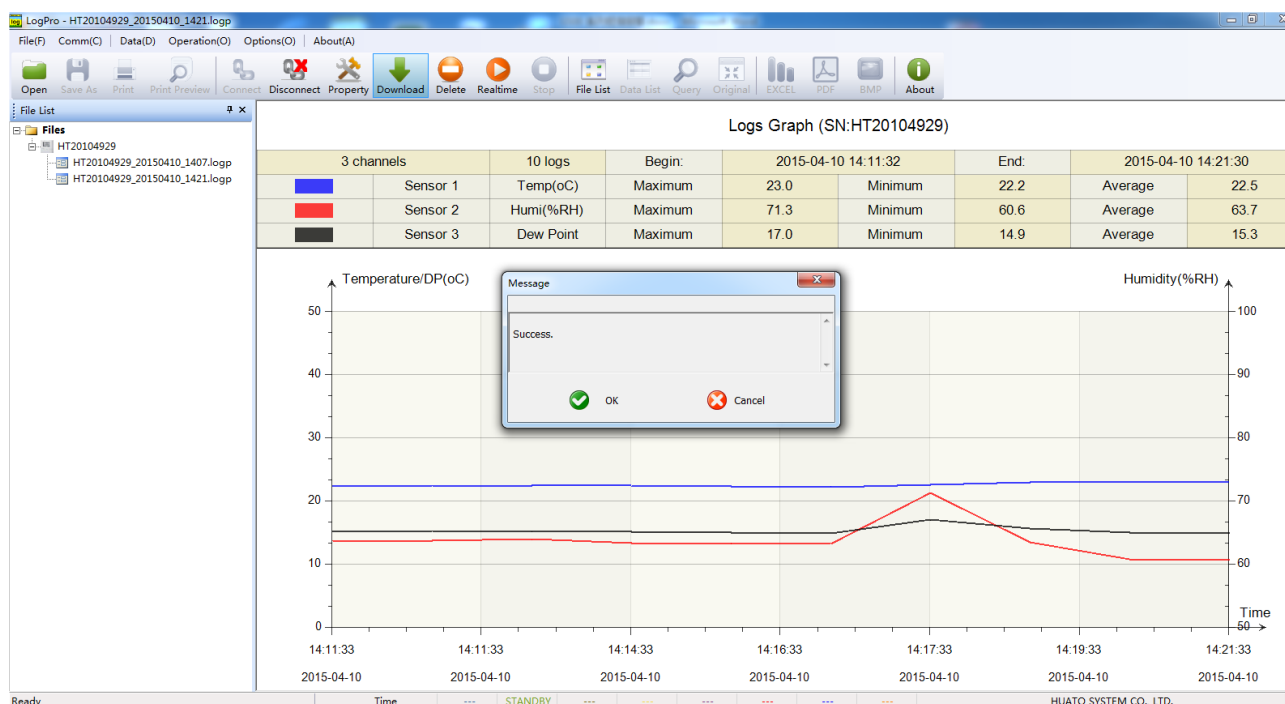 LogPro - HT20104929_20150410_1421.logp
File(F) Comm(C) Data(D) Operation(O) Options(O) About(A)
Open Save As Print Print Preview Connect Disconnect Property Download Delete Realtime Stop File List Data List Query Original EXCEL PDF BMP About
File List
Files
HT20104929
HT20104929_20150410_1407.logp
HT20104929_20150410_1421.logp
Logs Graph (SN:HT20104929)
3 channels 10 logs Begin: 2015-04-10 14:11:32 End: 2015-04-10 14:21:30
Sensor 1 Temp(oC) Maximum 23.0 Minimum 22.2 Average 22.5
Sensor 2 Humi(%RH) Maximum 71.3 Minimum 60.6 Average 63.7
Sensor 3 Dew Point Maximum 17.0 Minimum 14.9 Average 15.3
Temperature/DP(oC) Humidity(%RH)
Message
Success.
OK Cancel
50 100
40 90
30 80
20 70
10 60
0 50
Time
14:11:33 14:11:33 14:14:33 14:16:33 14:17:33 14:19:33 14:21:33
2015-04-10 2015-04-10 2015-04-10 2015-04-10 2015-04-10 2015-04-10 2015-04-10
Ready Time --- STANDBY --- --- --- --- --- --- HUATO SYSTEM CO., LTD.